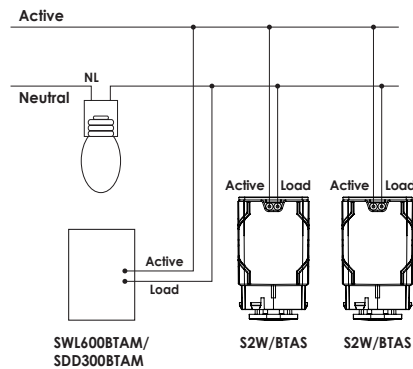 Active
NL
Neutral
Active Load Active Load
Active
Load
SWL600BTAM/
SDD300BTAM
S2W/BTAS S2W/BTAS